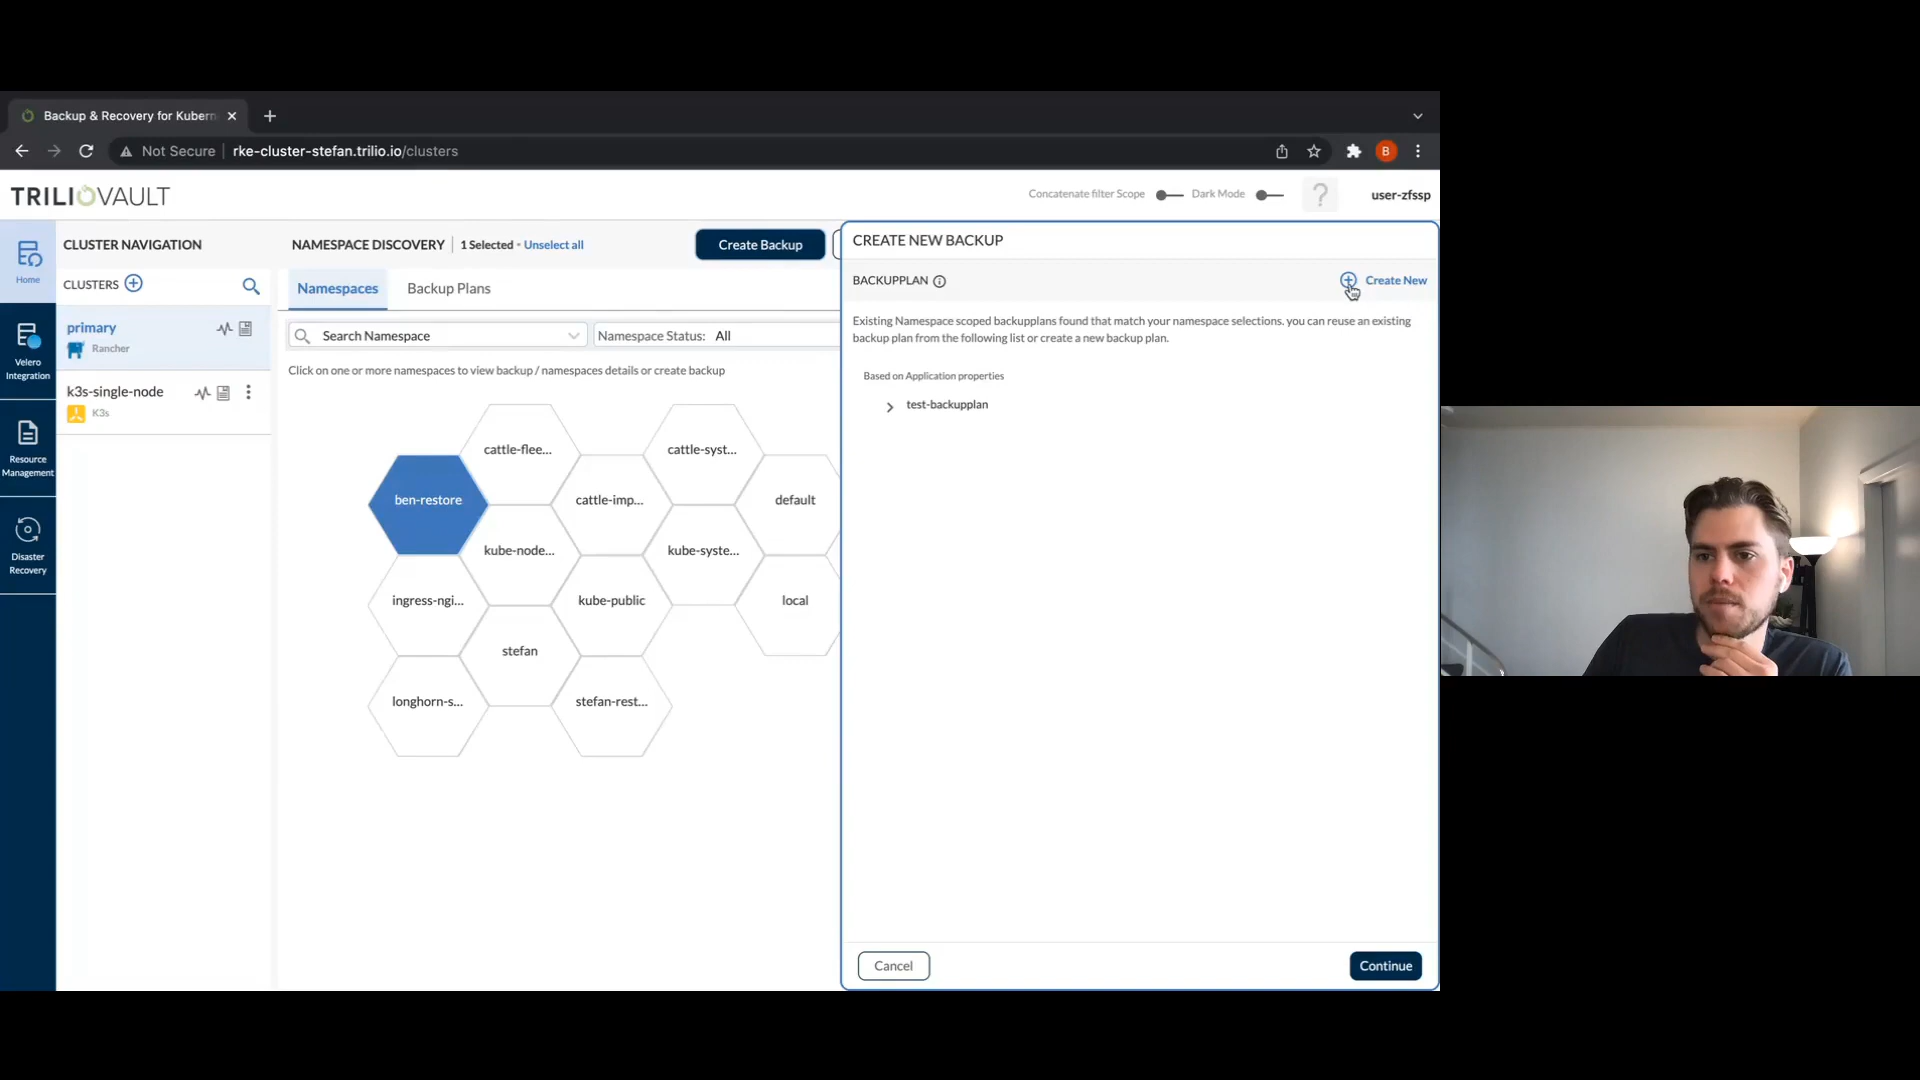 Backup & Recovery for Kubern
Not Secure
rke-cluster-stefan.trilio.io/clusters
B
TRILIOVAULT
Concatenate filter Scope
Dark Mode
?
user-zfssp
Home
Velero
Integration
Resource
Management
Disaster
Recovery
CLUSTER NAVIGATION
CLUSTERS
primary
Rancher
k3s-single-node
K3s
NAMESPACE DISCOVERY
1 Selected - Unselect all
Create Backup
Namespaces
Backup Plans
Search Namespace
Namespace Status: All
Click on one or more namespaces to view backup / namespaces details or create backup
cattle-flee...
cattle-syst...
ben-restore
cattle-imp...
default
kube-node...
kube-syste...
ingress-ngi...
kube-public
local
stefan
longhorn-s...
stefan-rest...
CREATE NEW BACKUP
BACKUPPLAN
Create New
Existing Namespace scoped backupplans found that match your namespace selections. you can reuse an existing
backup plan from the following list or create a new backup plan.
Based on Application properties
test-backupplan
Cancel
Continue